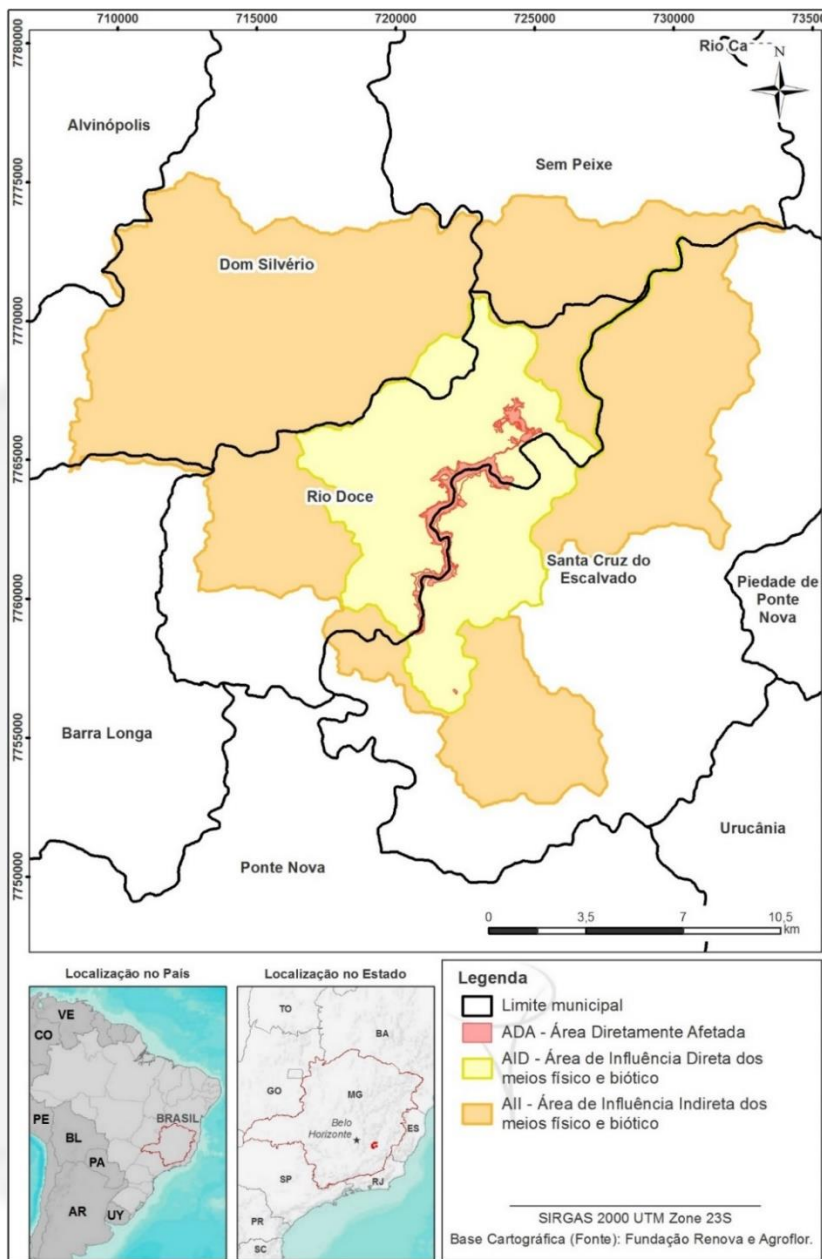 710000
715000
720000
725000
730000
73500
7780000
7775000
7770000
7765000
7760000
7755000
7750000
Rio Ca
N
Alvinópolis
Sem Peixe
Dom Silvério
Rio Doce
Santa Cruz do
Escalvado
Piedade de
Ponte
Nova
Barra Longa
Urucânia
Ponte Nova
0 3,5 7 10,5
km
Localização no País
VE
CO
PE
BRASIL
BL
PA
AR
UY
Localização no Estado
TO
BA
GO
MG
Belo
Horizonte
ES
SP
RJ
PR
SC
Legenda
Limite municipal
ADA - Área Diretamente Afetada
AID - Área de Influência Direta dos
meios físico e biótico
AII - Área de Influência Indireta dos
meios físico e biótico
SIRGAS 2000 UTM Zone 23S
Base Cartográfica (Fonte): Fundação Renova e Agroflor.